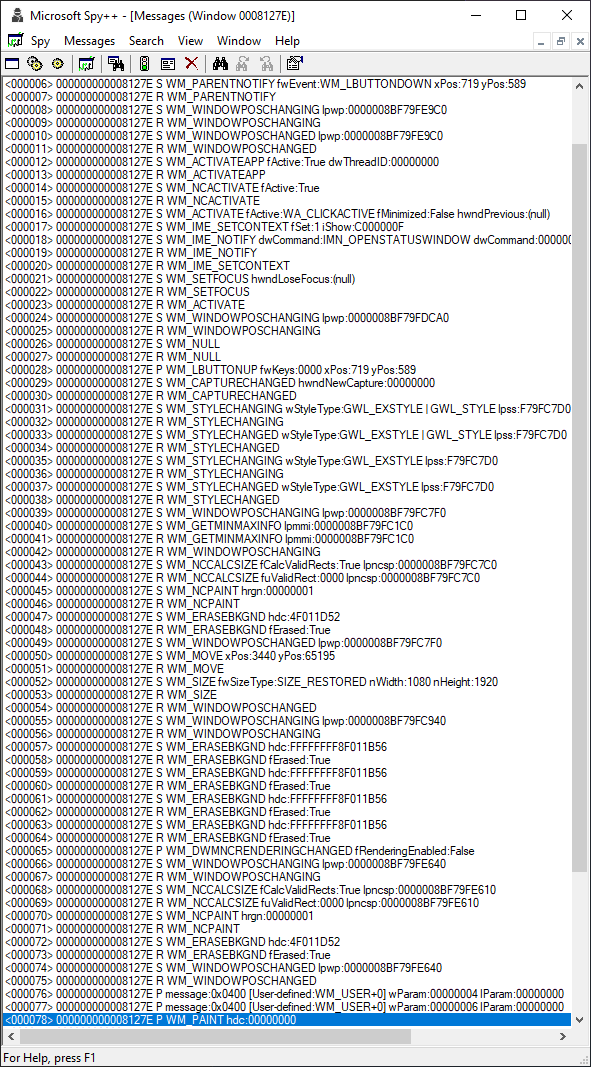 Microsoft Spy++ - [Messages (Window 0008127E)]
Spy Messages Search View Window Help
<000006> 000000000008127E S WM_PARENTNOTIFY fwEvent:WM_LBUTTONDOWN xPos:719 yPos:589
<000007> 000000000008127E R WM_PARENTNOTIFY
<000008> 000000000008127E S WM_WINDOWPOSCHANGING lpwp:0000008BF79FE9C0
<000009> 000000000008127E R WM_WINDOWPOSCHANGING
<000010> 000000000008127E S WM_WINDOWPOSCHANGED lpwp:0000008BF79FE9C0
<000011> 000000000008127E R WM_WINDOWPOSCHANGED
<000012> 000000000008127E S WM_ACTIVATEAPP fActive:True dwThreadID:00000000
<000013> 000000000008127E R WM_ACTIVATEAPP
<000014> 000000000008127E S WM_NCACTIVATE fActive:True
<000015> 000000000008127E R WM_NCACTIVATE
<000016> 000000000008127E S WM_ACTIVATE fActive:WA_CLICKACTIVE fMinimized:False hwndPrevious:(null)
<000017> 000000000008127E S WM_IME_SETCONTEXT fSet:1 iShow:C000000F
<000018> 000000000008127E S WM_IME_NOTIFY dwCommand:IMN_OPENSTATUSWINDOW dwCommand:000000
<000019> 000000000008127E R WM_IME_NOTIFY
<000020> 000000000008127E R WM_IME_SETCONTEXT
<000021> 000000000008127E S WM_SETFOCUS hwndLoseFocus:(null)
<000022> 000000000008127E R WM_SETFOCUS
<000023> 000000000008127E R WM_ACTIVATE
<000024> 000000000008127E S WM_WINDOWPOSCHANGING lpwp:0000008BF79FDCA0
<000025> 000000000008127E R WM_WINDOWPOSCHANGING
<000026> 000000000008127E S WM_NULL
<000027> 000000000008127E R WM_NULL
<000028> 000000000008127E P WM_LBUTTONUP fwKeys:0000 xPos:719 yPos:589
<000029> 000000000008127E S WM_CAPTURECHANGED hwndNewCapture:00000000
<000030> 000000000008127E R WM_CAPTURECHANGED
<000031> 000000000008127E S WM_STYLECHANGING wStyleType:GWL_EXSTYLE | GWL_STYLE lpss:F79FC7D0
<000032> 000000000008127E R WM_STYLECHANGING
<000033> 000000000008127E S WM_STYLECHANGED wStyleType:GWL_EXSTYLE | GWL_STYLE lpss:F79FC7D0
<000034> 000000000008127E R WM_STYLECHANGED
<000035> 000000000008127E S WM_STYLECHANGING wStyleType:GWL_EXSTYLE lpss:F79FC7D0
<000036> 000000000008127E R WM_STYLECHANGING
<000037> 000000000008127E S WM_STYLECHANGED wStyleType:GWL_EXSTYLE lpss:F79FC7D0
<000038> 000000000008127E R WM_STYLECHANGED
<000039> 000000000008127E S WM_WINDOWPOSCHANGING lpwp:0000008BF79FC7F0
<000040> 000000000008127E S WM_GETMINMAXINFO lpmmi:0000008BF79FC1C0
<000041> 000000000008127E R WM_GETMINMAXINFO lpmmi:0000008BF79FC1C0
<000042> 000000000008127E R WM_WINDOWPOSCHANGING
<000043> 000000000008127E S WM_NCCALCSIZE fCalcValidRects:True lpncsp:0000008BF79FC7C0
<000044> 000000000008127E R WM_NCCALCSIZE fuValidRect:0000 lpncsp:0000008BF79FC7C0
<000045> 000000000008127E S WM_NCPAINT hrgn:00000001
<000046> 000000000008127E R WM_NCPAINT
<000047> 000000000008127E S WM_ERASEBKGND hdc:4F011D52
<000048> 000000000008127E R WM_ERASEBKGND fErased:True
<000049> 000000000008127E S WM_WINDOWPOSCHANGED lpwp:0000008BF79FC7F0
<000050> 000000000008127E S WM_MOVE xPos:3440 yPos:65195
<000051> 000000000008127E R WM_MOVE
<000052> 000000000008127E S WM_SIZE fwSizeType:SIZE_RESTORED nWidth:1080 nHeight:1920
<000053> 000000000008127E R WM_SIZE
<000054> 000000000008127E R WM_WINDOWPOSCHANGED
<000055> 000000000008127E S WM_WINDOWPOSCHANGING lpwp:0000008BF79FC940
<000056> 000000000008127E R WM_WINDOWPOSCHANGING
<000057> 000000000008127E S WM_ERASEBKGND hdc:FFFFFFFF8F011B56
<000058> 000000000008127E R WM_ERASEBKGND fErased:True
<000059> 000000000008127E S WM_ERASEBKGND hdc:FFFFFFFF8F011B56
<000060> 000000000008127E R WM_ERASEBKGND fErased:True
<000061> 000000000008127E S WM_ERASEBKGND hdc:FFFFFFFF8F011B56
<000062> 000000000008127E R WM_ERASEBKGND fErased:True
<000063> 000000000008127E S WM_ERASEBKGND hdc:FFFFFFFF8F011B56
<000064> 000000000008127E R WM_ERASEBKGND fErased:True
<000065> 000000000008127E P WM_DWMNCRENDERINGCHANGED fRenderingEnabled:False
<000066> 000000000008127E S WM_WINDOWPOSCHANGING lpwp:0000008BF79FE640
<000067> 000000000008127E R WM_WINDOWPOSCHANGING
<000068> 000000000008127E S WM_NCCALCSIZE fCalcValidRects:True lpncsp:0000008BF79FE610
<000069> 000000000008127E R WM_NCCALCSIZE fuValidRect:0000 lpncsp:0000008BF79FE610
<000070> 000000000008127E S WM_NCPAINT hrgn:00000001
<000071> 000000000008127E R WM_NCPAINT
<000072> 000000000008127E S WM_ERASEBKGND hdc:4F011D52
<000073> 000000000008127E R WM_ERASEBKGND fErased:True
<000074> 000000000008127E S WM_WINDOWPOSCHANGED lpwp:0000008BF79FE640
<000075> 000000000008127E R WM_WINDOWPOSCHANGED
<000076> 000000000008127E P message:0x0400 [User-defined:WM_USER+0] wParam:00000004 lParam:00000000
<000077> 000000000008127E P message:0x0400 [User-defined:WM_USER+0] wParam:00000006 lParam:00000000
<000078> 000000000008127E P WM_PAINT hdc:00000000
For Help, press F1